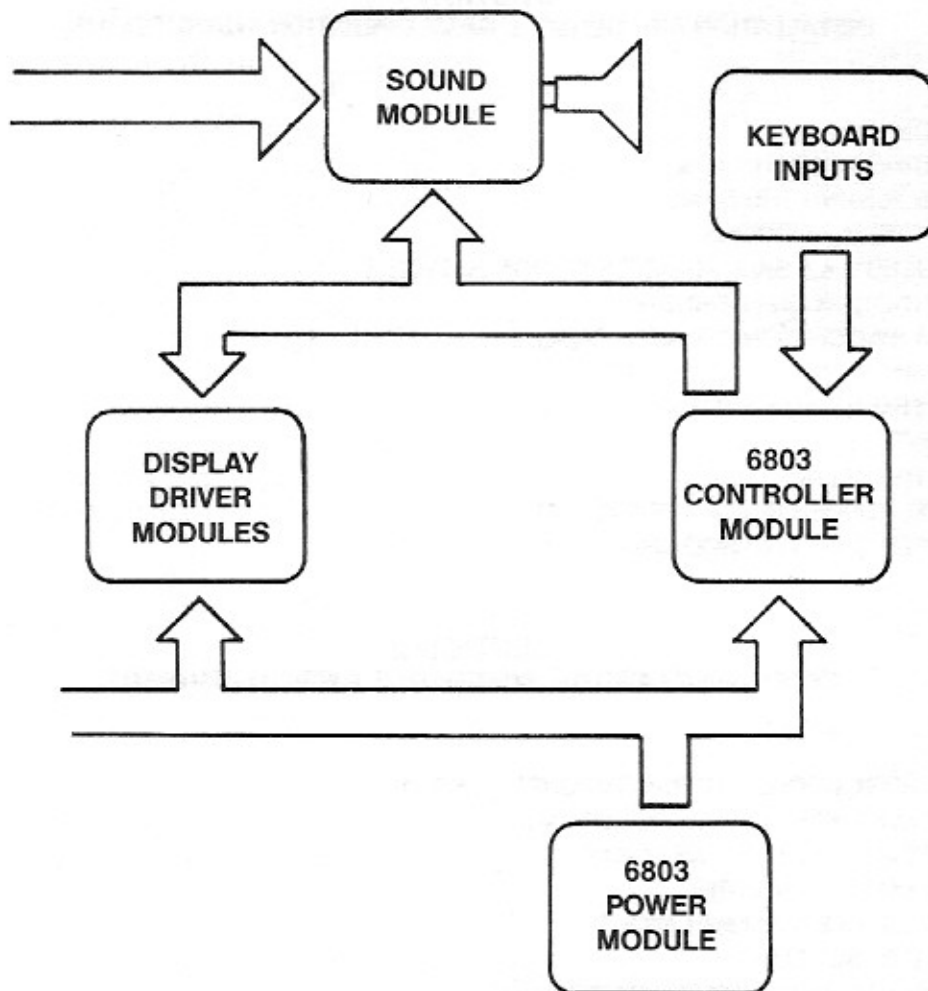 SOUND
MODULE
KEYBOARD
INPUTS
DISPLAY
DRIVER
MODULES
6803
CONTROLLER
MODULE
6803
POWER
MODULE